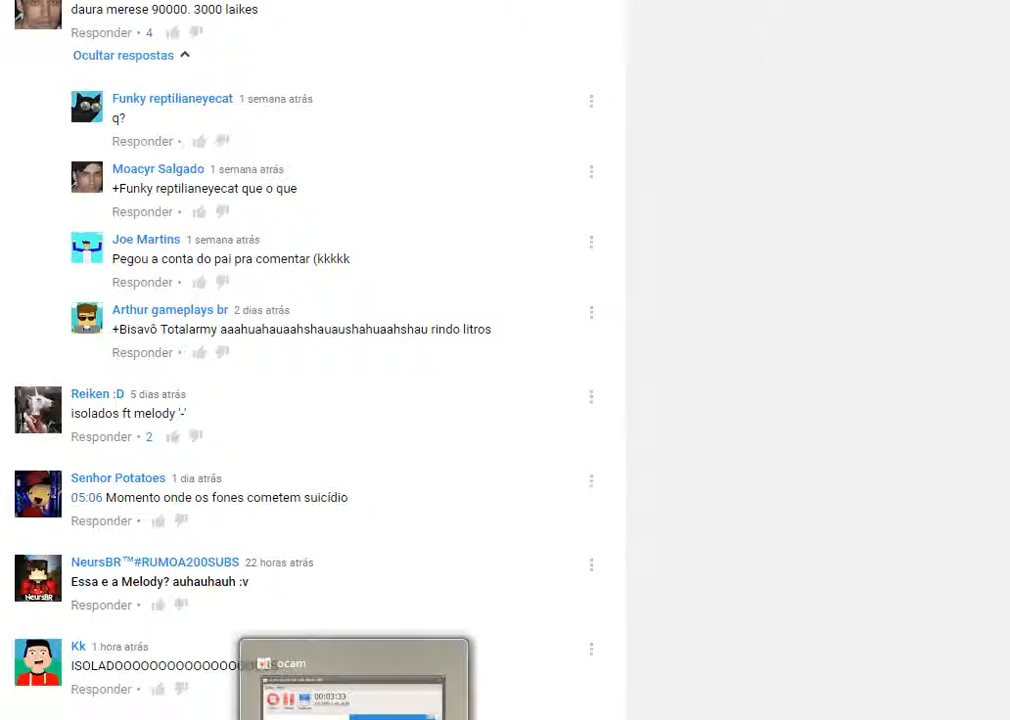 daura merese 90000. 3000 laikes
Responder • 4
Ocultar respostas
Funky reptilianeyecat 1 semana atrás
q?
Responder •
Moacyr Salgado 1 semana atrás
+Funky reptilianeyecat que o que
Responder •
Joe Martins 1 semana atrás
Pegou a conta do pai pra comentar (kkkkk
Responder •
Arthur gameplays br 2 dias atrás
+Bisavô Totalarmy aaahuahauaahshauaushahuaahshau rindo litros
Responder •
Reiken :D 5 dias atrás
isolados ft melody '-'
Responder • 2
Senhor Potatoes 1 dia atrás
05:06 Momento onde os fones cometem suicídio
Responder •
NeursBR™#RUMOA200SUBS 22 horas atrás
Essa e a Melody? auhauhauh :v
NeursBR
Responder •
Kk 1 hora atrás
ocam
Responder •
00:03:33